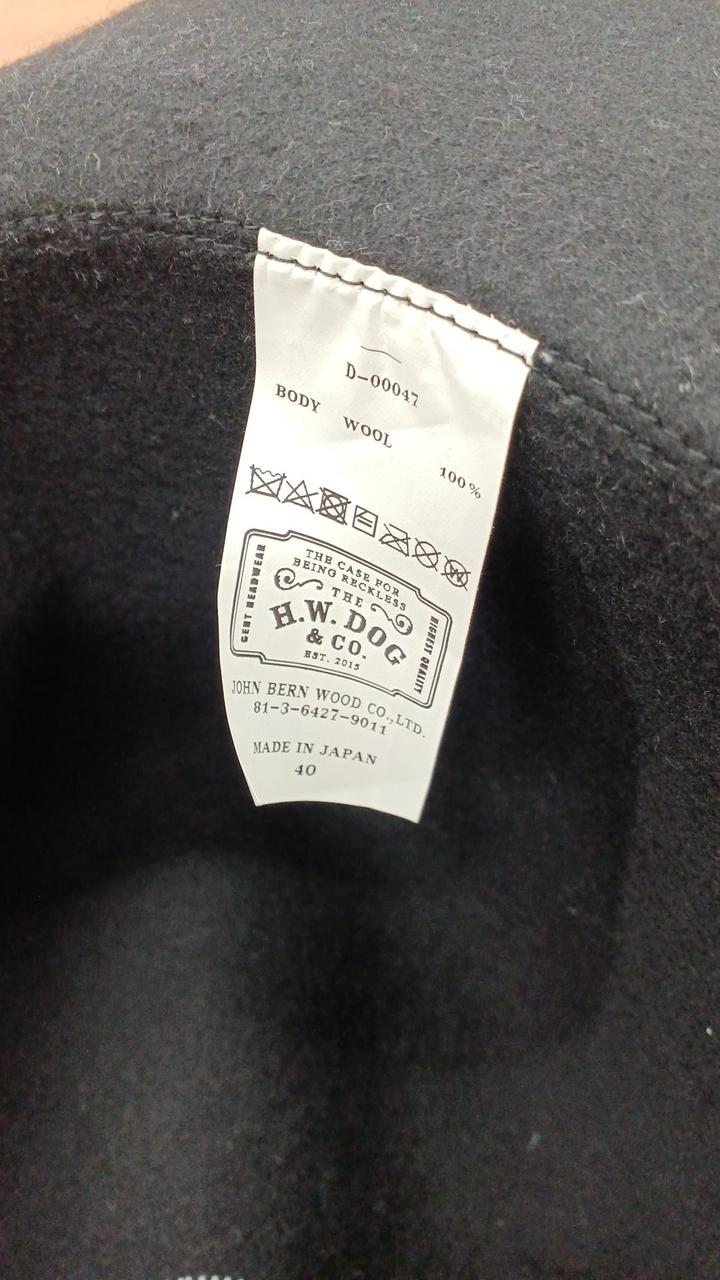 D-00047
BODY WOOL 100%
THE CASE FOR
BEING RECKLESS
THE
H.W. DOG
& CO.
EST. 2015
GENT HEADWEAR
HIGHEST QUALITY
JOHN BERN WOOD CO.,LTD.
81-3-6427-9011
MADE IN JAPAN
40